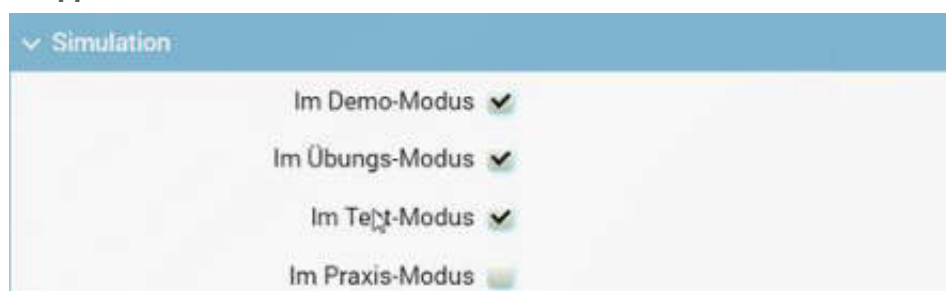 Simulation
Im Demo-Modus
Im Übungs-Modus
Im Test-Modus
Im Praxis-Modus